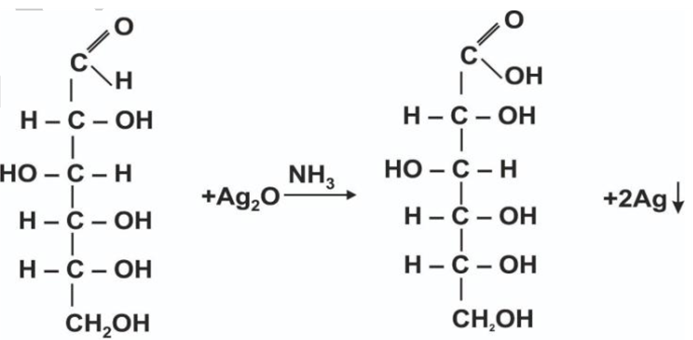 O O
C C
H OH
H – C – OH H – C – OH
HO – C – H HO – C – H
+Ag₂O NH₃ +2Ag↓
H – C – OH H – C – OH
H – C – OH H – C – OH
CH₂OH CH₂OH